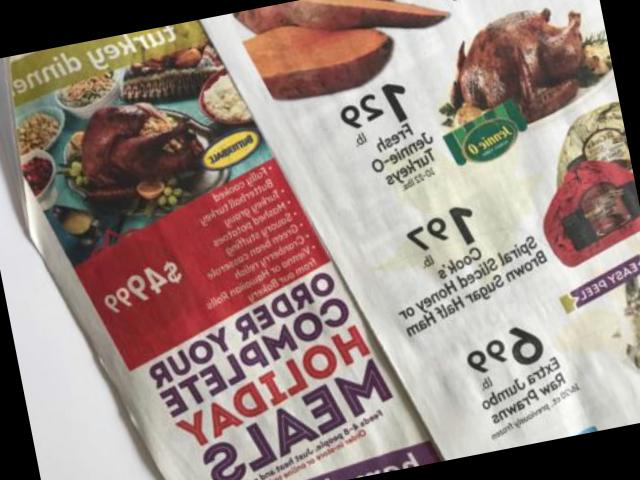 turkey dinne
BUTTERBALL
• Fully cooked
Butterball turkey
• Turkey gravy
• Mashed potatoes
• Savory stuffing
• Green bean casserole
• Cranberry relish
• Vienna or Hawaiian Rolls
from our Bakery
$49.99
ORDER YOUR
COMPLETE
HOLIDAY
MEALS
Feeds 6-8 people. Just heat and
Order in-store or online
1.29
lb.
Fresh
Jennie-O
Turkeys
10-22 lbs.
Jennie-O
1.97
lb.
Cook's
Spiral Sliced Honey or
Brown Sugar Half Ham
EASY PEEL
6.99
lb.
Extra Jumbo
Raw Prawns
16/20 ct. previously frozen